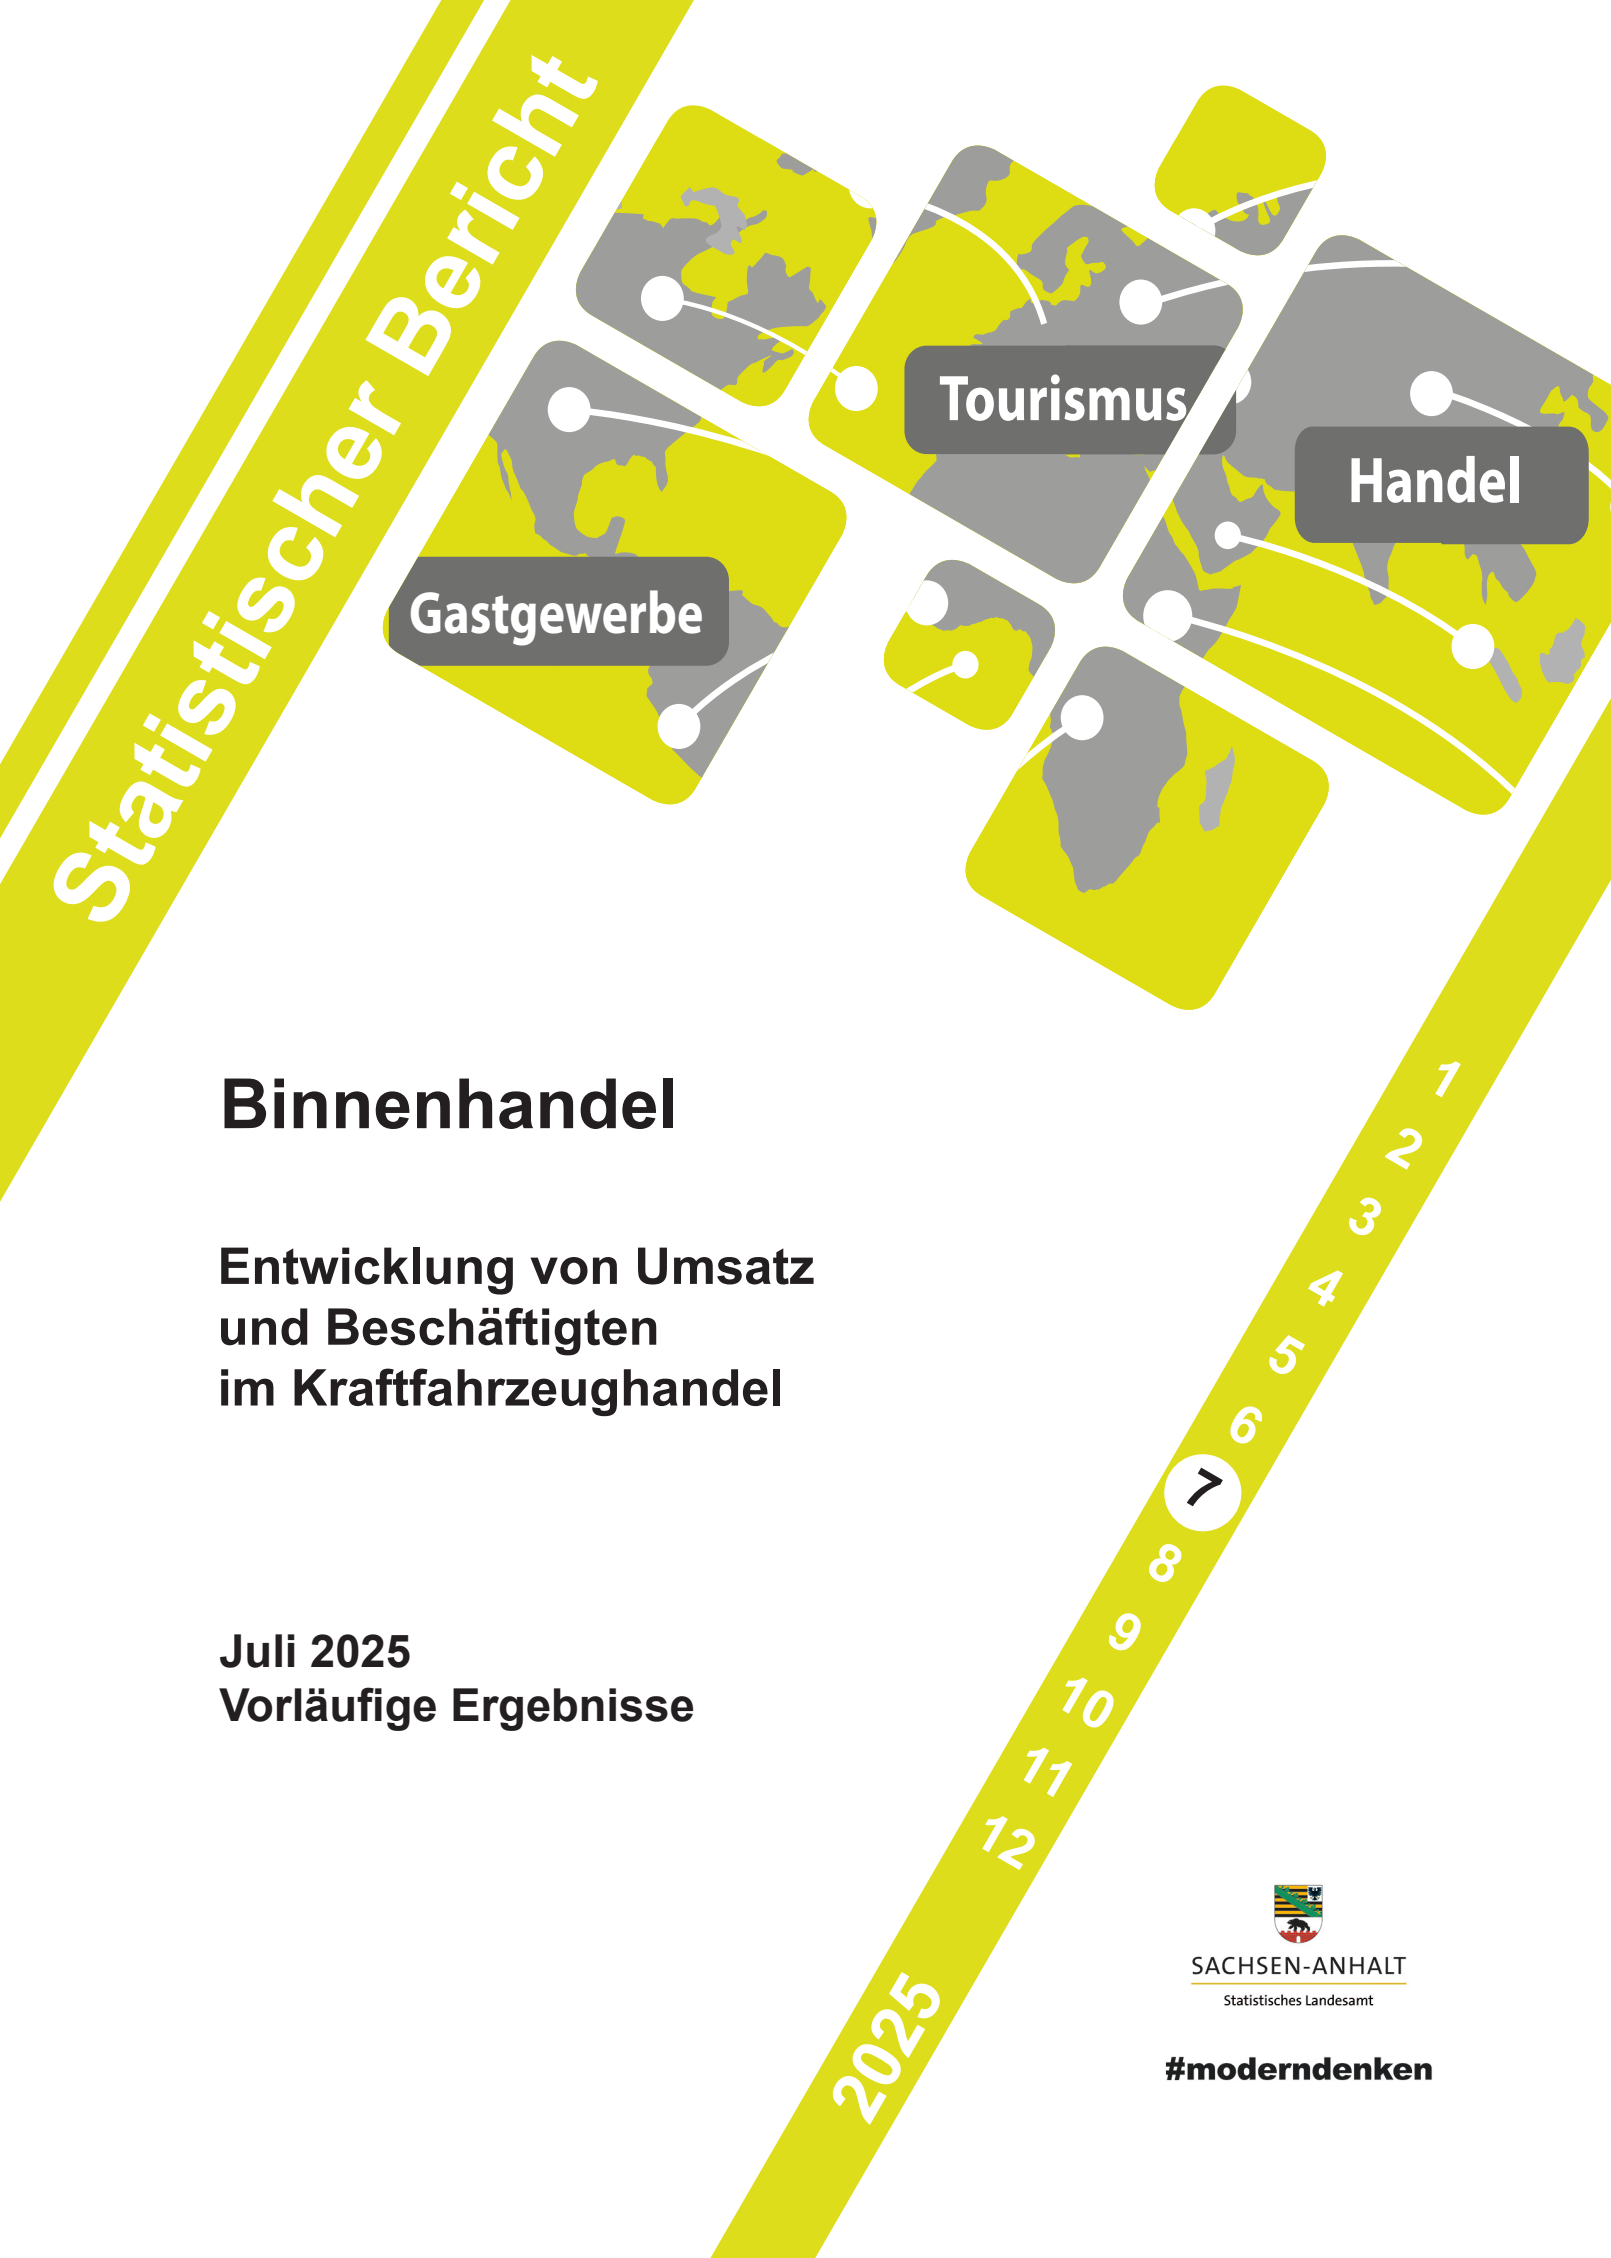 Statistischer Bericht
Tourismus
Handel
Gastgewerbe
Binnenhandel
Entwicklung von Umsatz
und Beschäftigten
im Kraftfahrzeughandel
Juli 2025
Vorläufige Ergebnisse
1
2
3
4
5
6
7
8
9
10
11
12
2025
SACHSEN-ANHALT
Statistisches Landesamt
#moderndenken